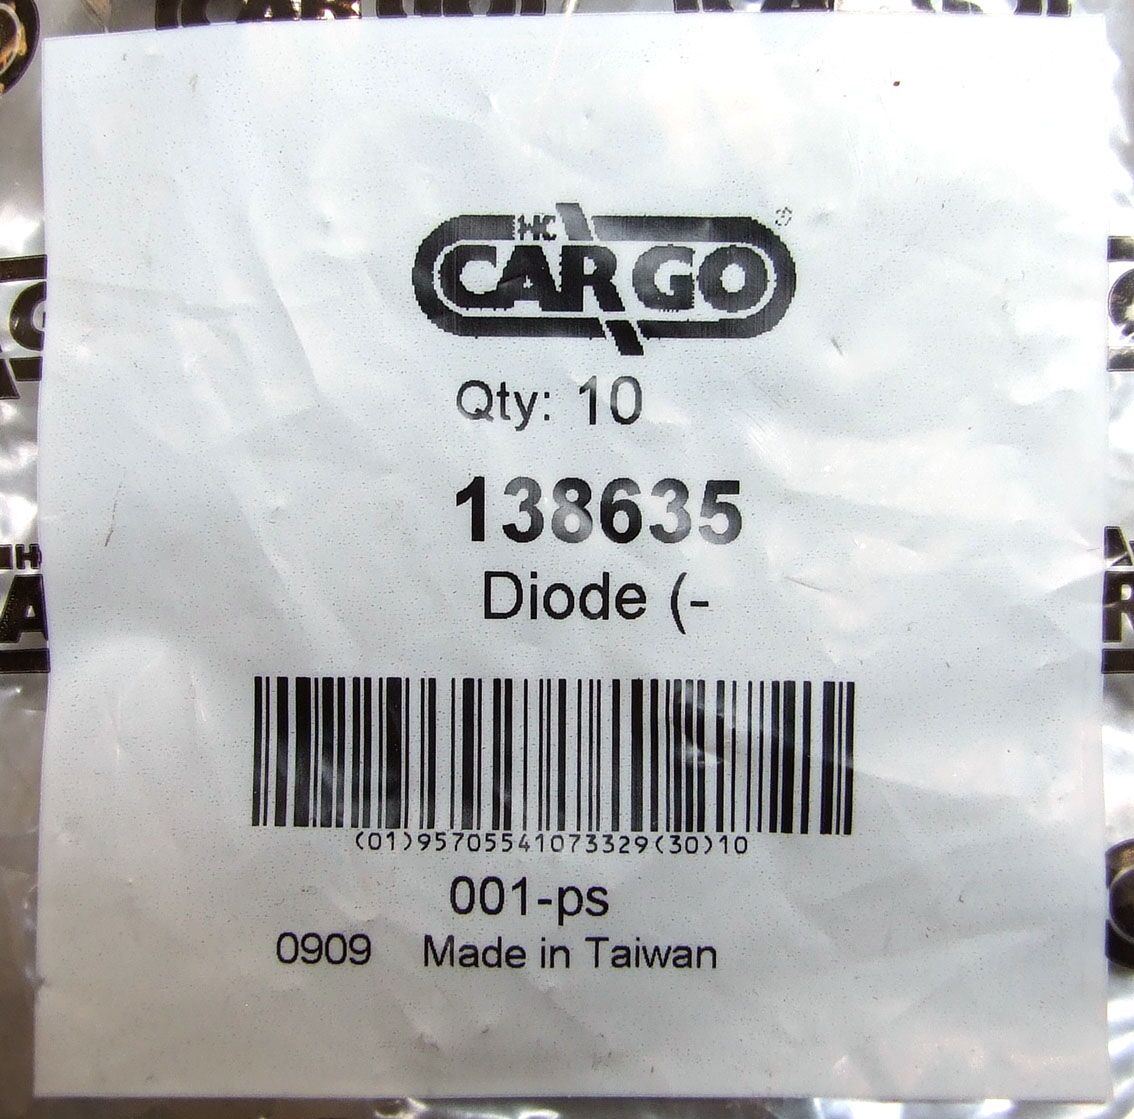 HC
CARGO®
Qty: 10
138635
Diode (-
(01)95705541073329(30)10
001-ps
0909 Made in Taiwan